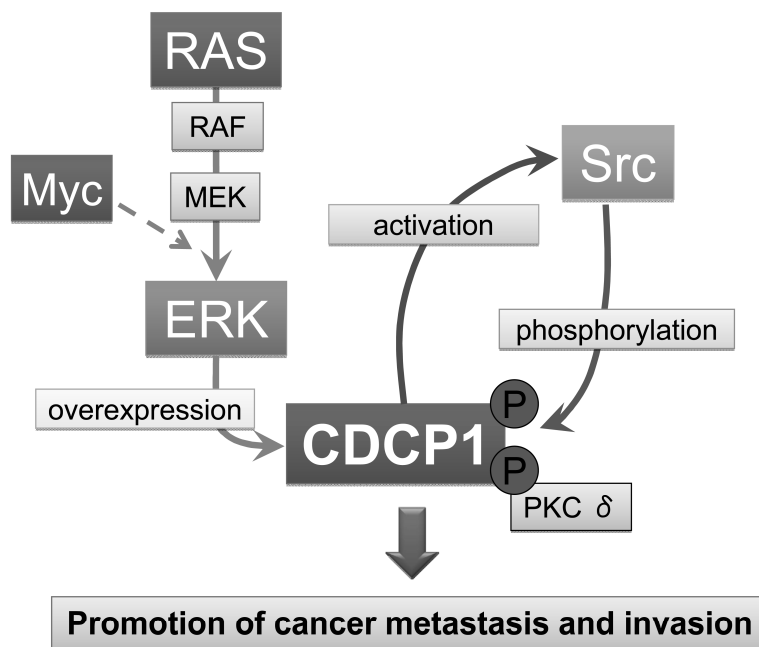 RAS
RAF
MEK
Myc
ERK
overexpression
Src
activation
phosphorylation
CDCP1
P
P
PKC δ
Promotion of cancer metastasis and invasion